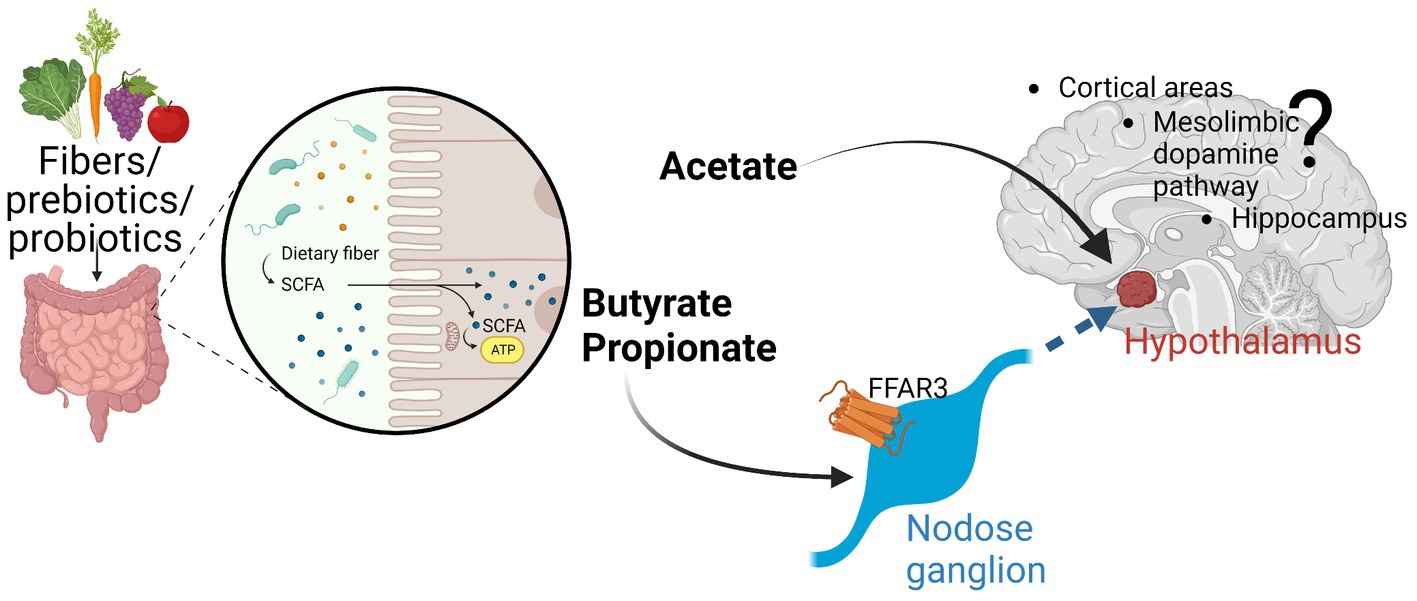 Fibers/
prebiotics/
probiotics
Dietary fiber
SCFA
SCFA
ATP
Acetate
Butyrate
Propionate
• Cortical areas
• Mesolimbic
dopamine
pathway
?
• Hippocampus
Hypothalamus
FFAR3
Nodose
ganglion